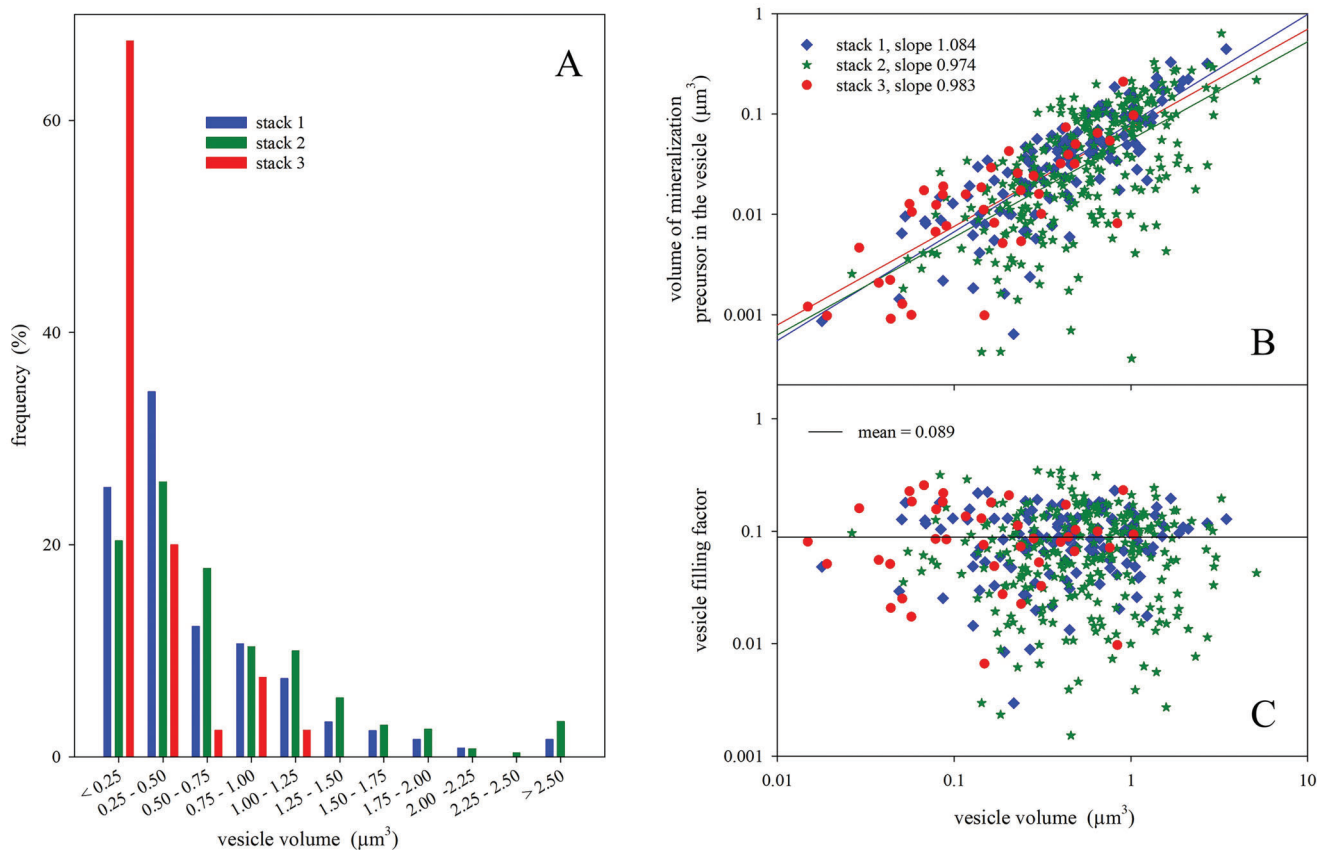 A
stack 1
stack 2
stack 3
frequency (%)
60
40
20
0
< 0.25
0.25 - 0.50
0.50 - 0.75
0.75 - 1.00
1.00 - 1.25
1.25 - 1.50
1.50 - 1.75
1.75 - 2.00
2.00 -2.25
2.25 - 2.50
> 2.50
vesicle volume (µm³)
B
stack 1, slope 1.084
stack 2, slope 0.974
stack 3, slope 0.983
volume of mineralization
precursor in the vesicle (µm³)
1
0.1
0.01
0.001
C
mean = 0.089
vesicle filling factor
1
0.1
0.01
0.001
0.01
0.1
1
10
vesicle volume (µm³)